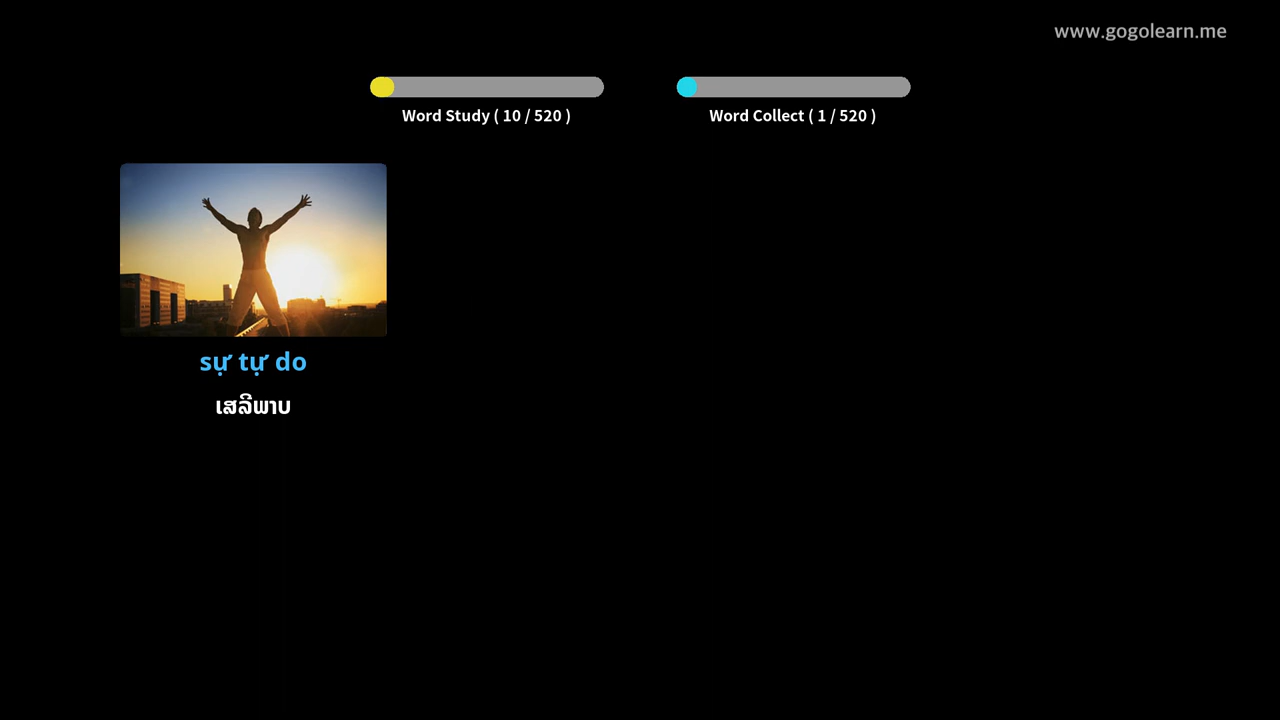 www.gogolearn.me
Word Study ( 10 / 520 )
Word Collect ( 1 / 520 )
sự tự do
ເສລີພາບ